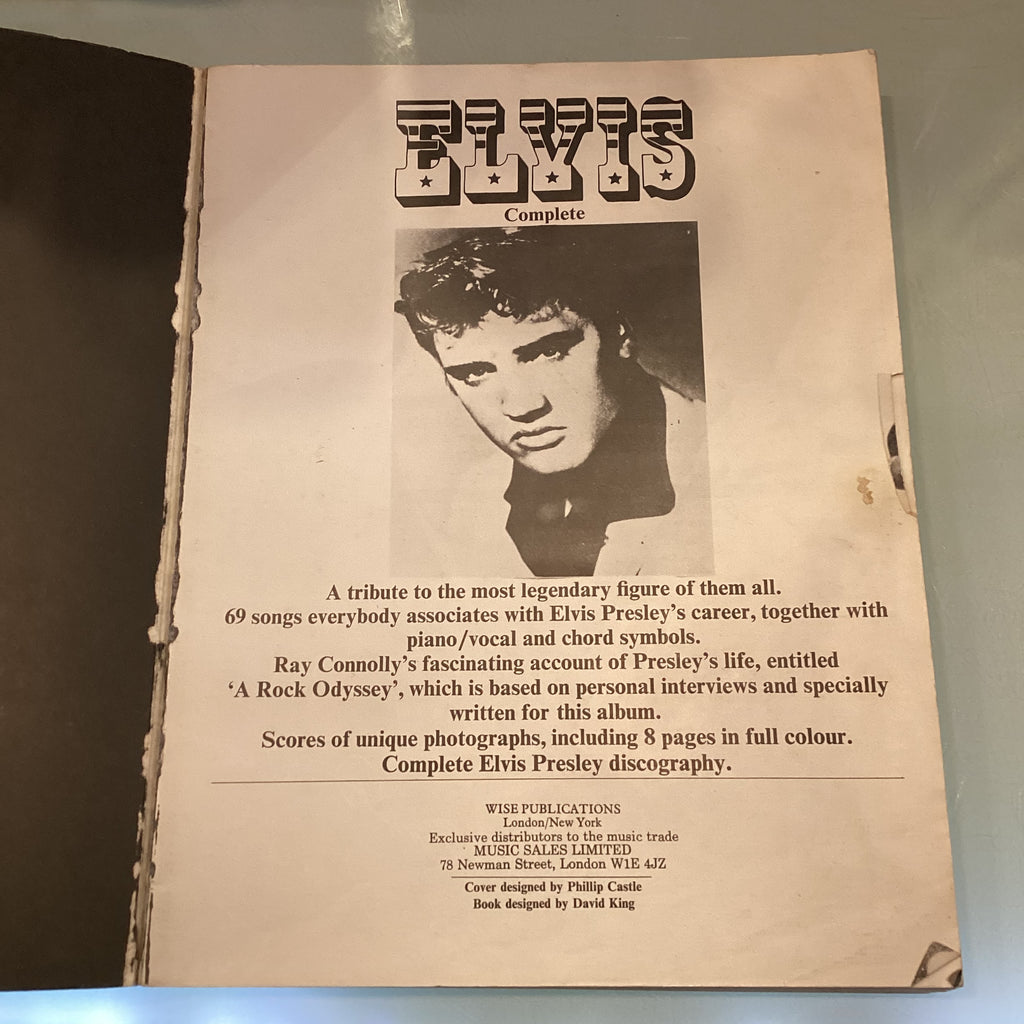 ELVIS
Complete
A tribute to the most legendary figure of them all.
69 songs everybody associates with Elvis Presley's career, together with
piano/vocal and chord symbols.
Ray Connolly's fascinating account of Presley's life, entitled
'A Rock Odyssey', which is based on personal interviews and specially
written for this album.
Scores of unique photographs, including 8 pages in full colour.
Complete Elvis Presley discography.
WISE PUBLICATIONS
London/New York
Exclusive distributors to the music trade
MUSIC SALES LIMITED
78 Newman Street, London W1E 4JZ
Cover designed by Phillip Castle
Book designed by David King